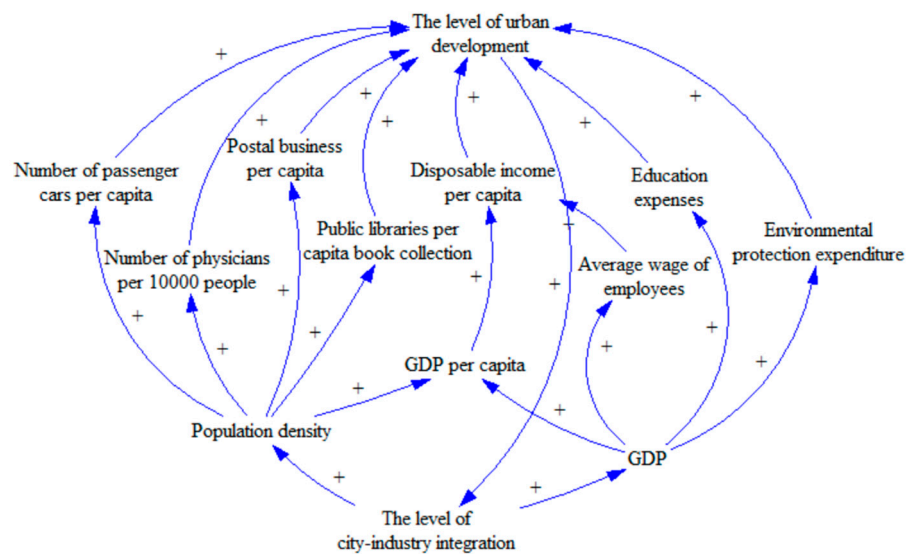 The level of urban
development
+
+
+
+
+
+
+
Number of passenger
cars per capita
Postal business
per capita
Disposable income
per capita
Education
expenses
Number of physicians
per 10000 people
Public libraries per
capita book collection
+
Environmental
protection expenditure
+
Average wage of
employees
+
+
+
+
+
+
+
+
+
GDP per capita
+
+
Population density
GDP
+
+
The level of
city-industry integration